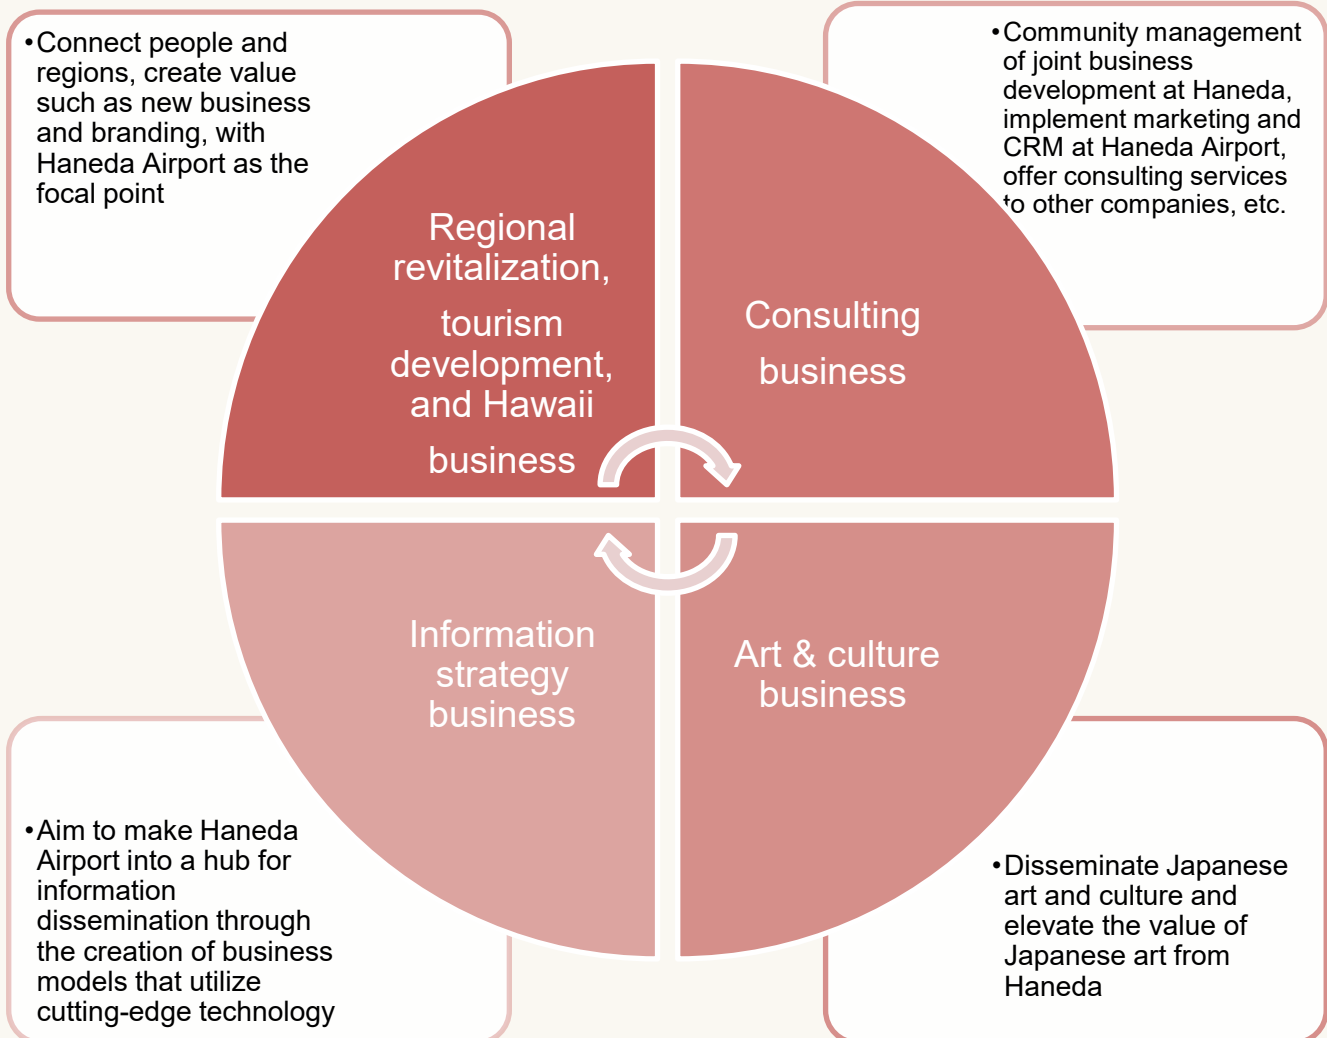 •Connect people and
regions, create value
such as new business
and branding, with
Haneda Airport as the
focal point
•Community management
of joint business
development at Haneda,
implement marketing and
CRM at Haneda Airport,
offer consulting services
to other companies, etc.
Regional
revitalization,
tourism
development,
and Hawaii
business
Consulting
business
Information
strategy
business
Art & culture
business
•Aim to make Haneda
Airport into a hub for
information
dissemination through
the creation of business
models that utilize
cutting-edge technology
•Disseminate Japanese
art and culture and
elevate the value of
Japanese art from
Haneda